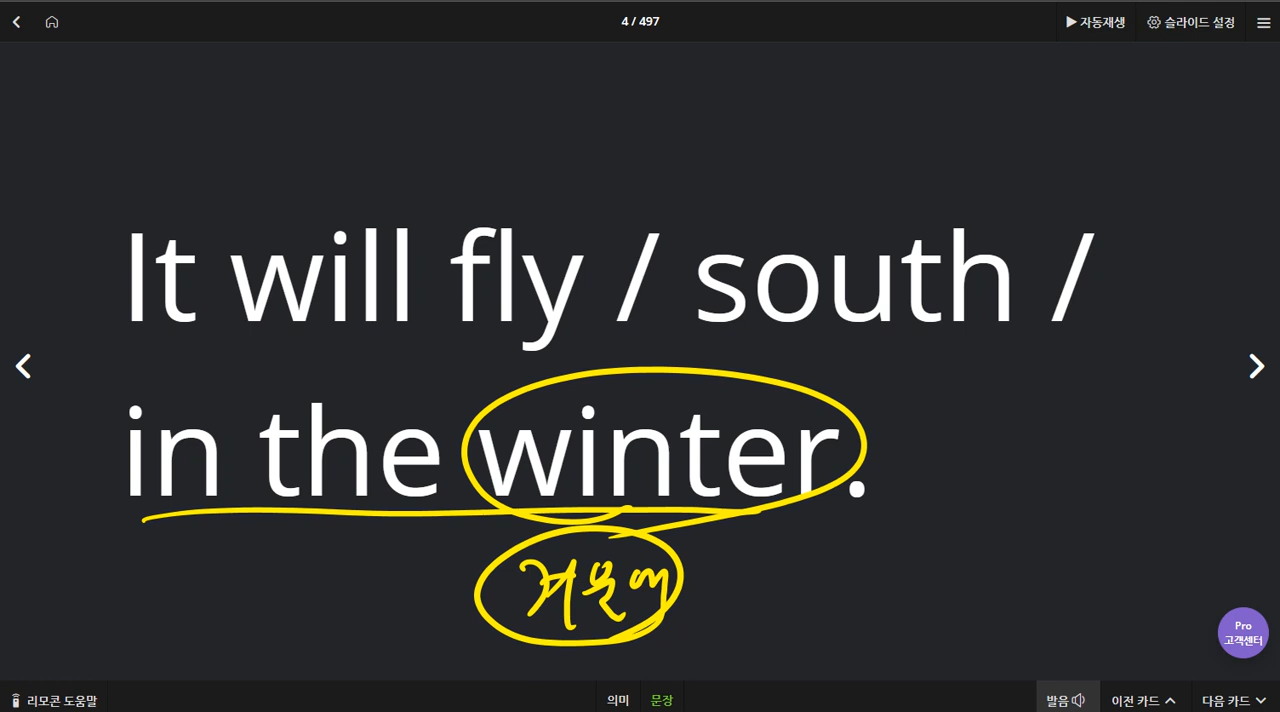 4 / 497
자동재생
슬라이드 설정
It will fly / south /
in the winter.
겨울에
Pro
고객센터
리모콘 도움말
의미
문장
발음
이전 카드
다음 카드